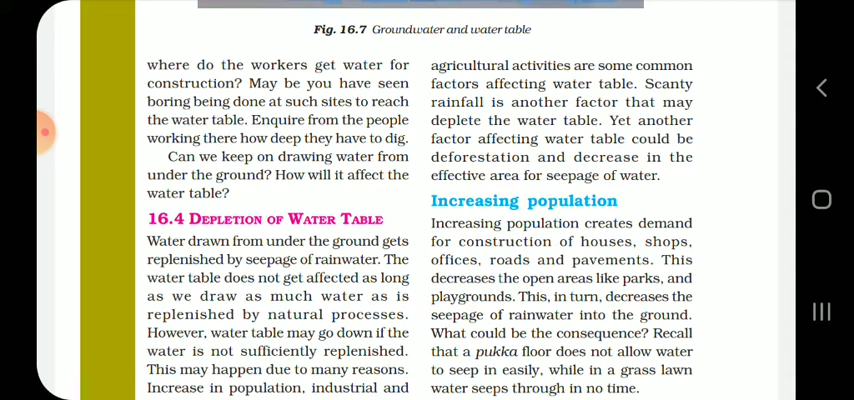 Fig. 16.7 Groundwater and water table
where do the workers get water for
construction? May be you have seen
boring being done at such sites to reach
the water table. Enquire from the people
working there how deep they have to dig.
Can we keep on drawing water from
under the ground? How will it affect the
water table?
16.4 DEPLETION OF WATER TABLE
Water drawn from under the ground gets
replenished by seepage of rainwater. The
water table does not get affected as long
as we draw as much water as is
replenished by natural processes.
However, water table may go down if the
water is not sufficiently replenished.
This may happen due to many reasons.
Increase in population, industrial and
agricultural activities are some common
factors affecting water table. Scanty
rainfall is another factor that may
deplete the water table. Yet another
factor affecting water table could be
deforestation and decrease in the
effective area for seepage of water.
Increasing population
Increasing population creates demand
for construction of houses, shops,
offices, roads and pavements. This
decreases the open areas like parks, and
playgrounds. This, in turn, decreases the
seepage of rainwater into the ground.
What could be the consequence? Recall
that a pukka floor does not allow water
to seep in easily, while in a grass lawn
water seeps through in no time.